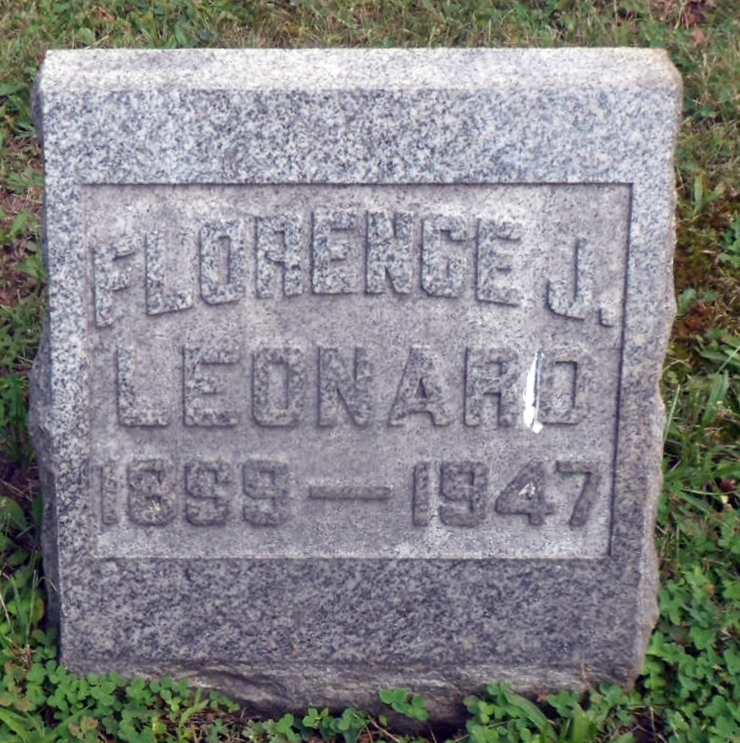 FLORENCE J.
LEONARD
1859 — 1947